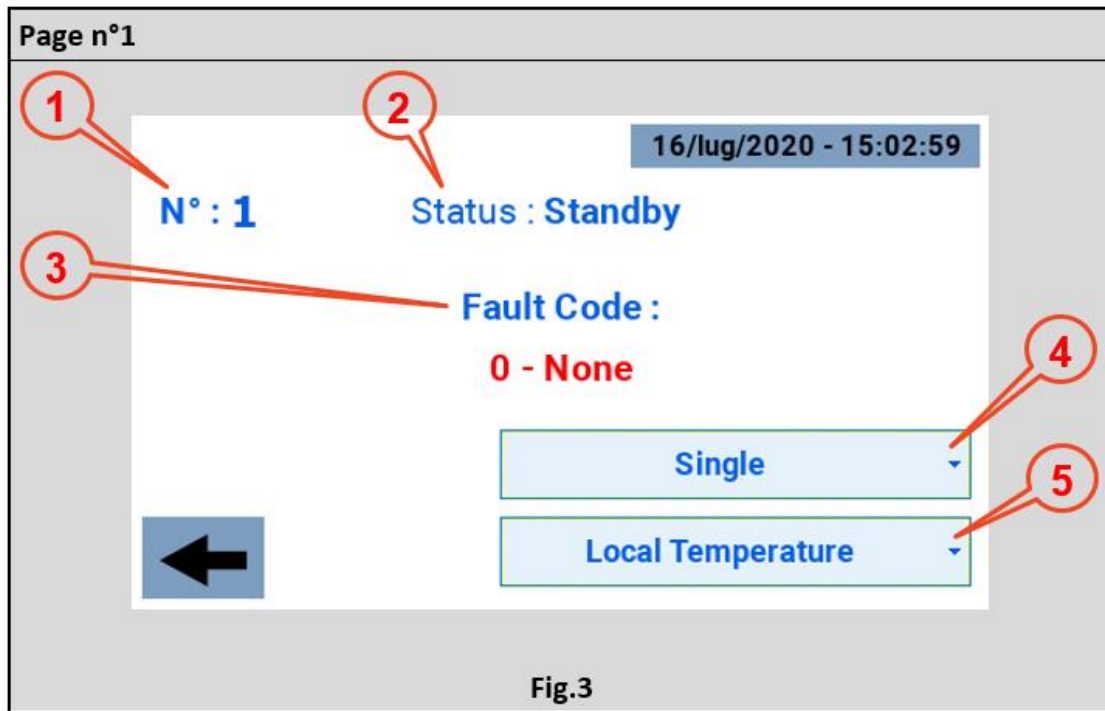 Page n°1
1
2
16/lug/2020 - 15:02:59
N° : 1
Status : Standby
3
Fault Code :
0 - None
4
Single
5
Local Temperature
Fig.3